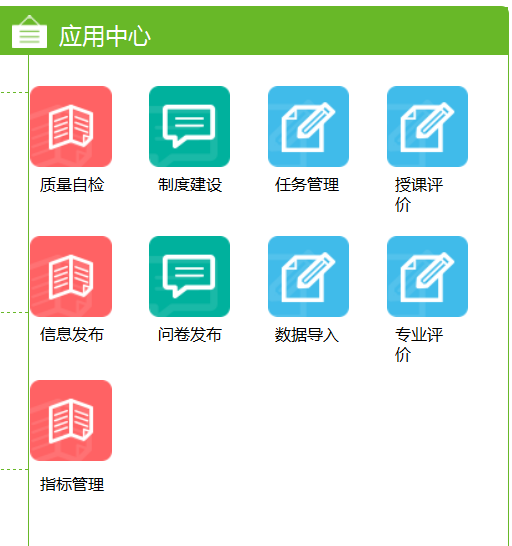 应用中心
质量自检
制度建设
任务管理
授课评
价
信息发布
问卷发布
数据导入
专业评
价
指标管理